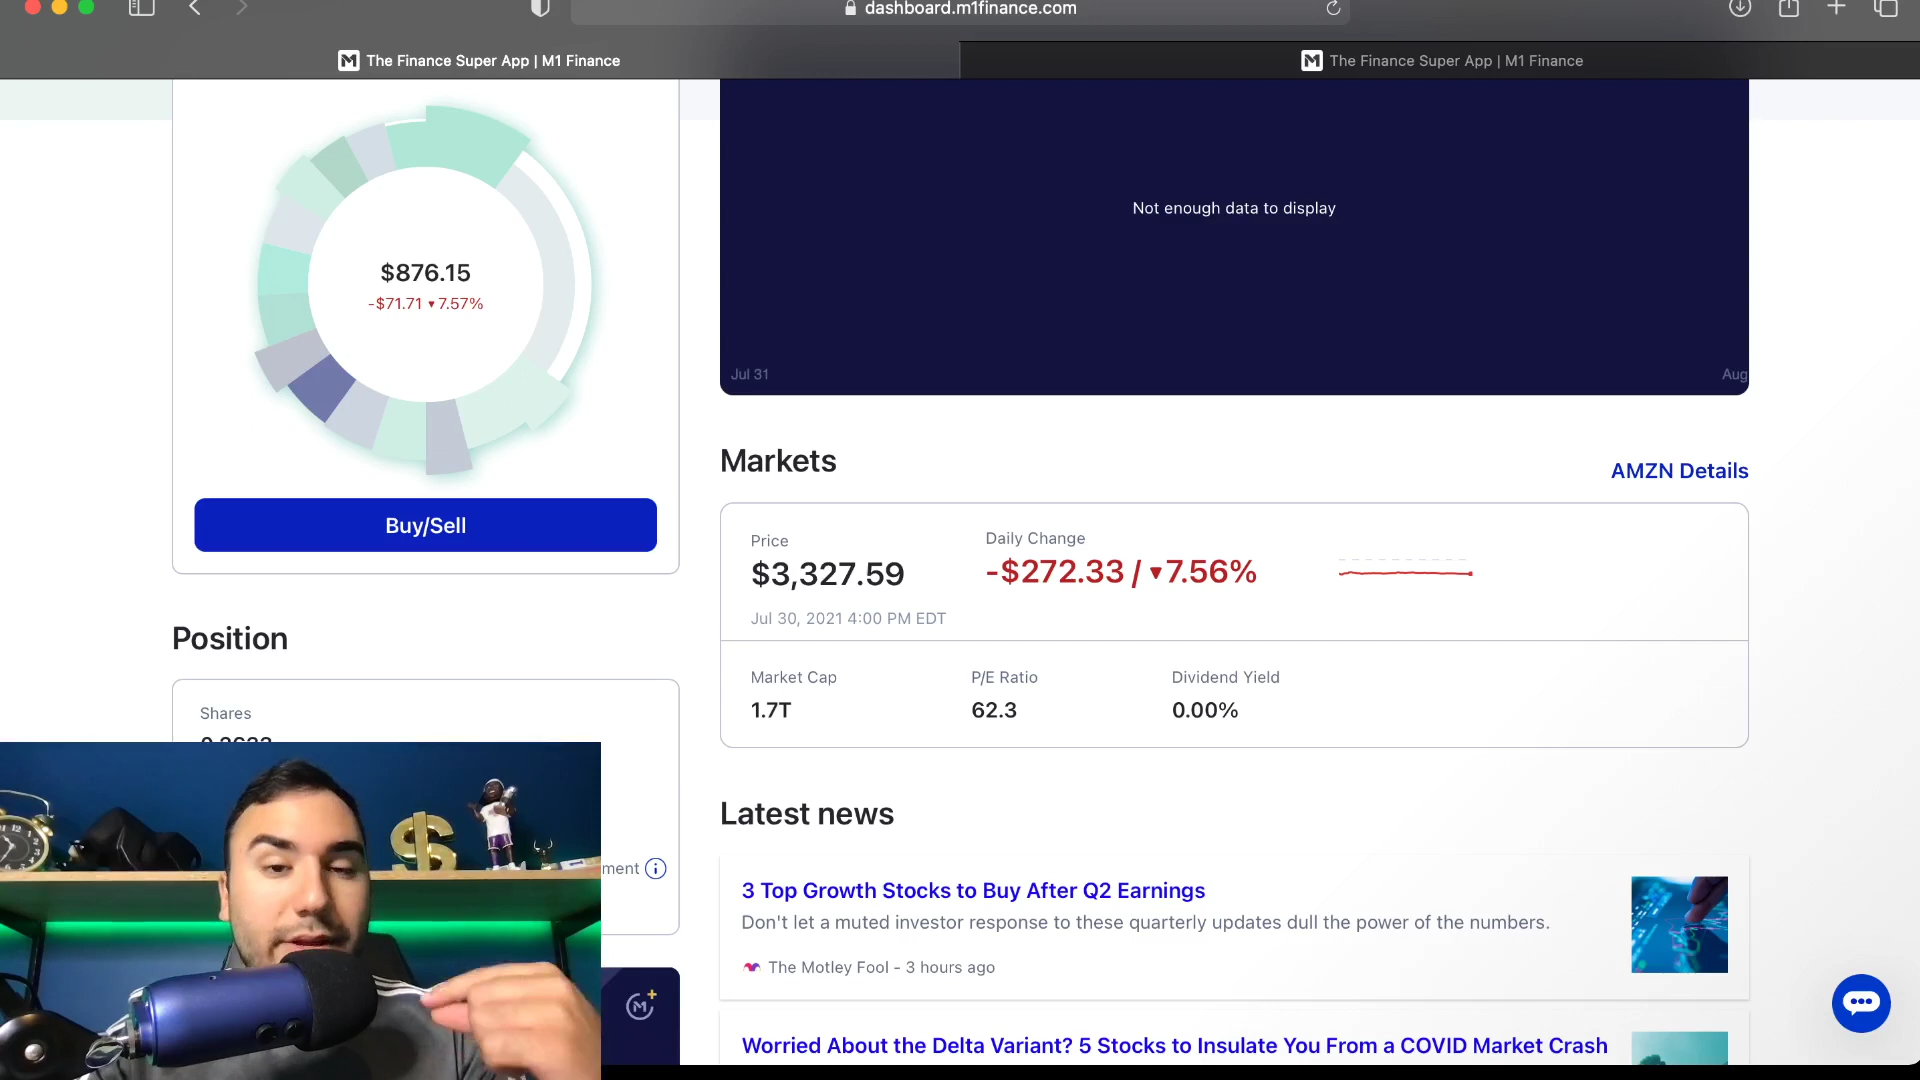 dashboard.m1finance.com
The Finance Super App | M1 Finance
The Finance Super App | M1 Finance
$876.15
-$71.71 ▼ 7.57%
Buy/Sell
Not enough data to display
Jul 31
Aug
Markets
AMZN Details
Price
$3,327.59
Jul 30, 2021 4:00 PM EDT
Daily Change
-$272.33 / ▼7.56%
Market Cap
1.7T
P/E Ratio
62.3
Dividend Yield
0.00%
Position
Shares
ment
Latest news
3 Top Growth Stocks to Buy After Q2 Earnings
Don't let a muted investor response to these quarterly updates dull the power of the numbers.
The Motley Fool - 3 hours ago
Worried About the Delta Variant? 5 Stocks to Insulate You From a COVID Market Crash